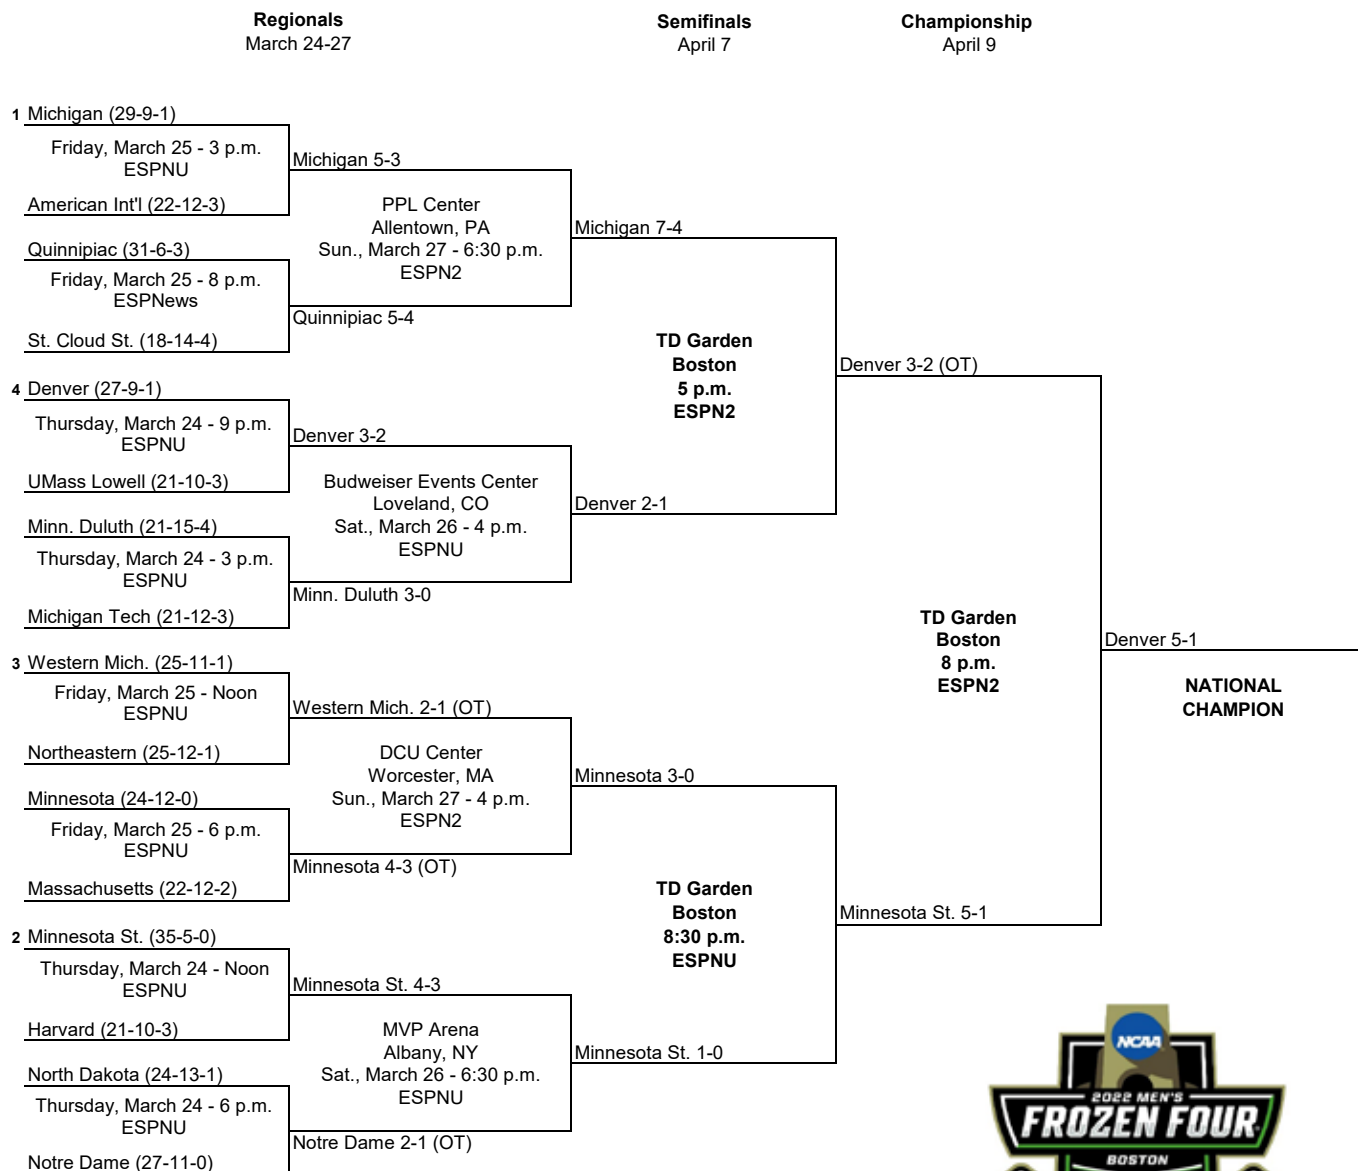 Regionals
March 24-27
Semifinals
April 7
Championship
April 9
1 Michigan (29-9-1)
Friday, March 25 - 3 p.m.
ESPNU
American Int'l (22-12-3)
Michigan 5-3
Quinnipiac (31-6-3)
Friday, March 25 - 8 p.m.
ESPNews
St. Cloud St. (18-14-4)
Quinnipiac 5-4
PPL Center
Allentown, PA
Sun., March 27 - 6:30 p.m.
ESPN2
Michigan 7-4
4 Denver (27-9-1)
Thursday, March 24 - 9 p.m.
ESPNU
UMass Lowell (21-10-3)
Denver 3-2
Minn. Duluth (21-15-4)
Thursday, March 24 - 3 p.m.
ESPNU
Michigan Tech (21-12-3)
Minn. Duluth 3-0
Budweiser Events Center
Loveland, CO
Sat., March 26 - 4 p.m.
ESPNU
Denver 2-1
TD Garden
Boston
5 p.m.
ESPN2
Denver 3-2 (OT)
3 Western Mich. (25-11-1)
Friday, March 25 - Noon
ESPNU
Northeastern (25-12-1)
Western Mich. 2-1 (OT)
Minnesota (24-12-0)
Friday, March 25 - 6 p.m.
ESPNU
Massachusetts (22-12-2)
Minnesota 4-3 (OT)
DCU Center
Worcester, MA
Sun., March 27 - 4 p.m.
ESPN2
Minnesota 3-0
2 Minnesota St. (35-5-0)
Thursday, March 24 - Noon
ESPNU
Harvard (21-10-3)
Minnesota St. 4-3
North Dakota (24-13-1)
Thursday, March 24 - 6 p.m.
ESPNU
Notre Dame (27-11-0)
Notre Dame 2-1 (OT)
MVP Arena
Albany, NY
Sat., March 26 - 6:30 p.m.
ESPNU
Minnesota St. 1-0
TD Garden
Boston
8:30 p.m.
ESPNU
Minnesota St. 5-1
TD Garden
Boston
8 p.m.
ESPN2
Denver 5-1
NATIONAL
CHAMPION
NCAA
2022 MEN'S
FROZEN FOUR
BOSTON